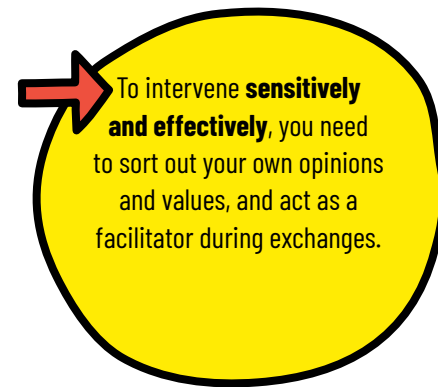 To intervene sensitively
and effectively, you need
to sort out your own opinions
and values, and act as a
facilitator during exchanges.